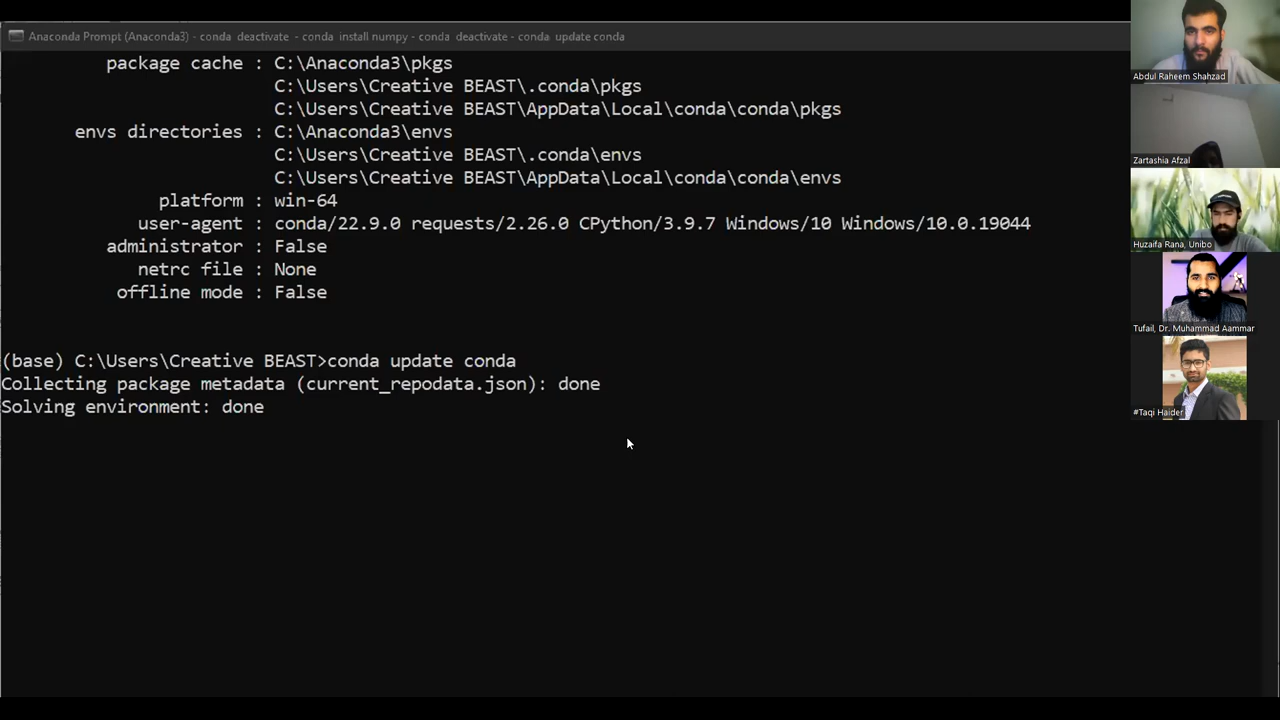 Anaconda Prompt (Anaconda3) - conda deactivate - conda install numpy - conda deactivate - conda update conda
package cache : C:\Anaconda3\pkgs
C:\Users\Creative BEAST\.conda\pkgs
C:\Users\Creative BEAST\AppData\Local\conda\conda\pkgs
envs directories : C:\Anaconda3\envs
C:\Users\Creative BEAST\.conda\envs
C:\Users\Creative BEAST\AppData\Local\conda\conda\envs
platform : win-64
user-agent : conda/22.9.0 requests/2.26.0 CPython/3.9.7 Windows/10 Windows/10.0.19044
administrator : False
netrc file : None
offline mode : False
(base) C:\Users\Creative BEAST>conda update conda
Collecting package metadata (current_repodata.json): done
Solving environment: done
Abdul Raheem Shahzad
Zartashia Afzal
Huzaifa Rana, Unibo
Tufail, Dr. Muhammad Aammar
#Taqi Haider